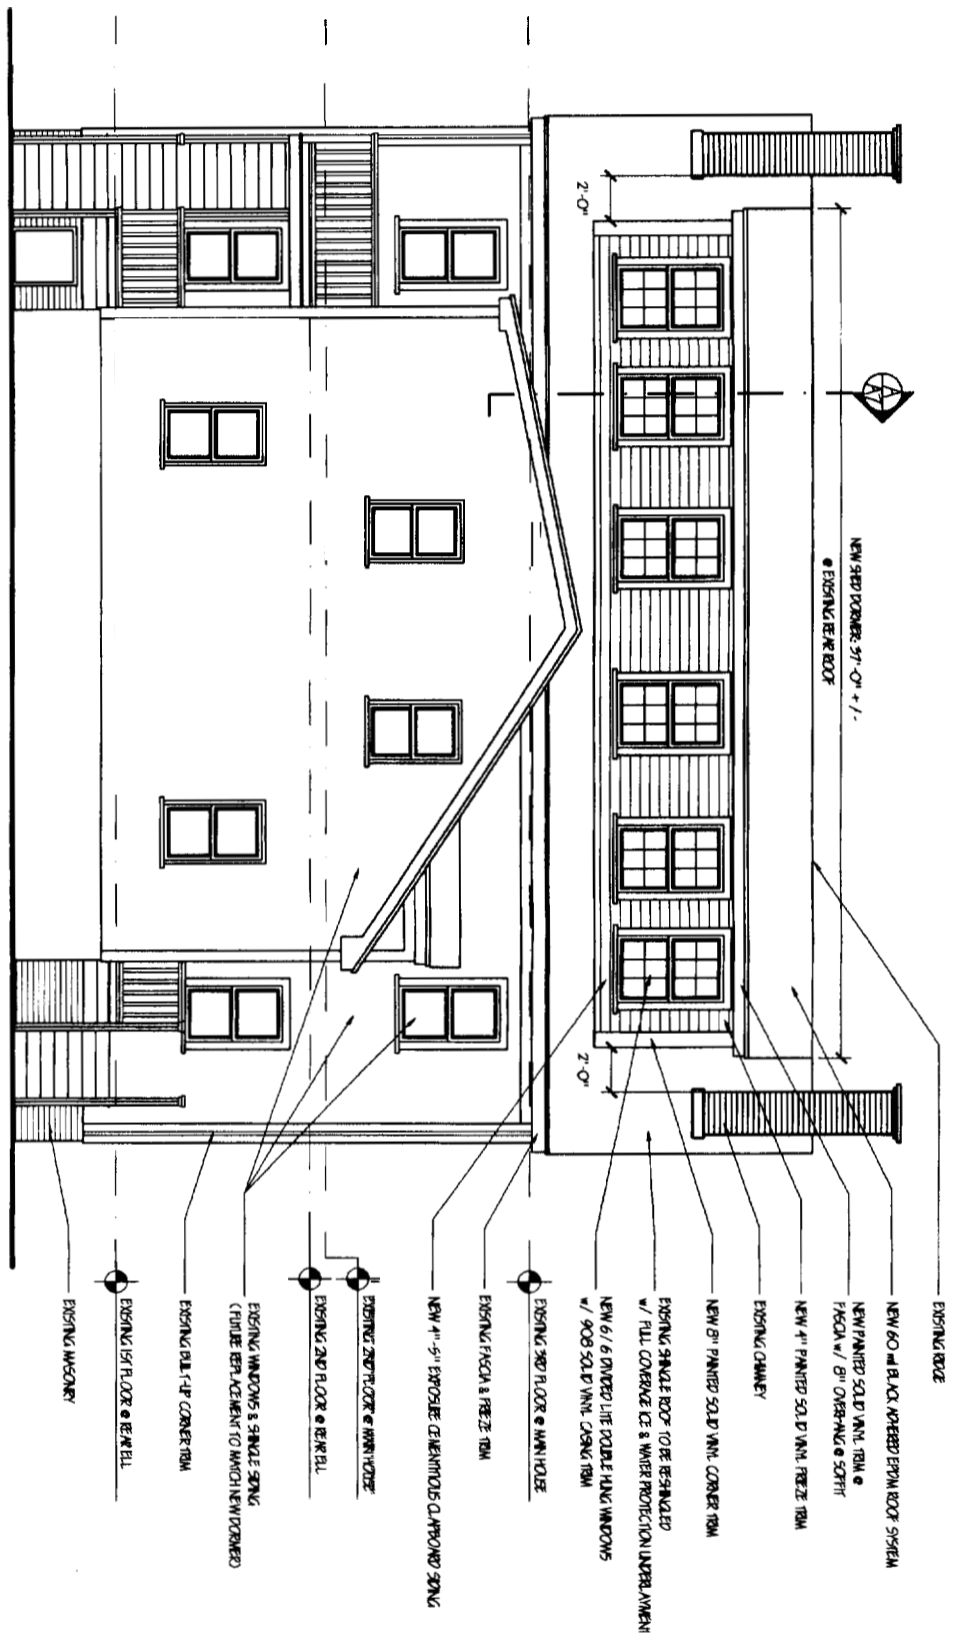 EXISTING RIDGE
NEW 60 mil BLACK ADHERED EPDM ROOF SYSTEM
NEW PAINTED SOLID VINYL TRIM @
FASCIA w/ 8" OVERHANG @ SOFFIT
NEW 4" PAINTED SOLID VINYL FREEZE TRIM
EXISTING CHIMNEY
NEW 8" PAINTED SOLID VINYL CORNER TRIM
EXISTING SHINGLE ROOF TO BE RESHINGLED
w/ FULL COVERAGE ICE & WATER PROTECTION UNDERLAYMENT
NEW 6/6 DIVIDED LITE DOUBLE HUNG WINDOWS
w/ 908 SOLID VINYL CASING TRIM
EXISTING 3RD FLOOR @ MAIN HOUSE
EXISTING FASCIA & FREEZE TRIM
NEW 4"-5" EXPOSURE CEMENTITIOUS CLAPBOARD SIDING
EXISTING 2ND FLOOR @ MAIN HOUSE
EXISTING 2ND FLOOR @ REAR ELL
EXISTING WINDOWS & SHINGLE SIDING
(FUTURE REPLACEMENT TO MATCH NEW DORMER)
EXISTING BUILT-UP CORNER TRIM
EXISTING 1ST FLOOR @ REAR ELL
EXISTING MASONRY
NEW SHED DORMER: 37'-0" +/-
@ EXISTING REAR ROOF
A
A7
2'-0"
2'-0"